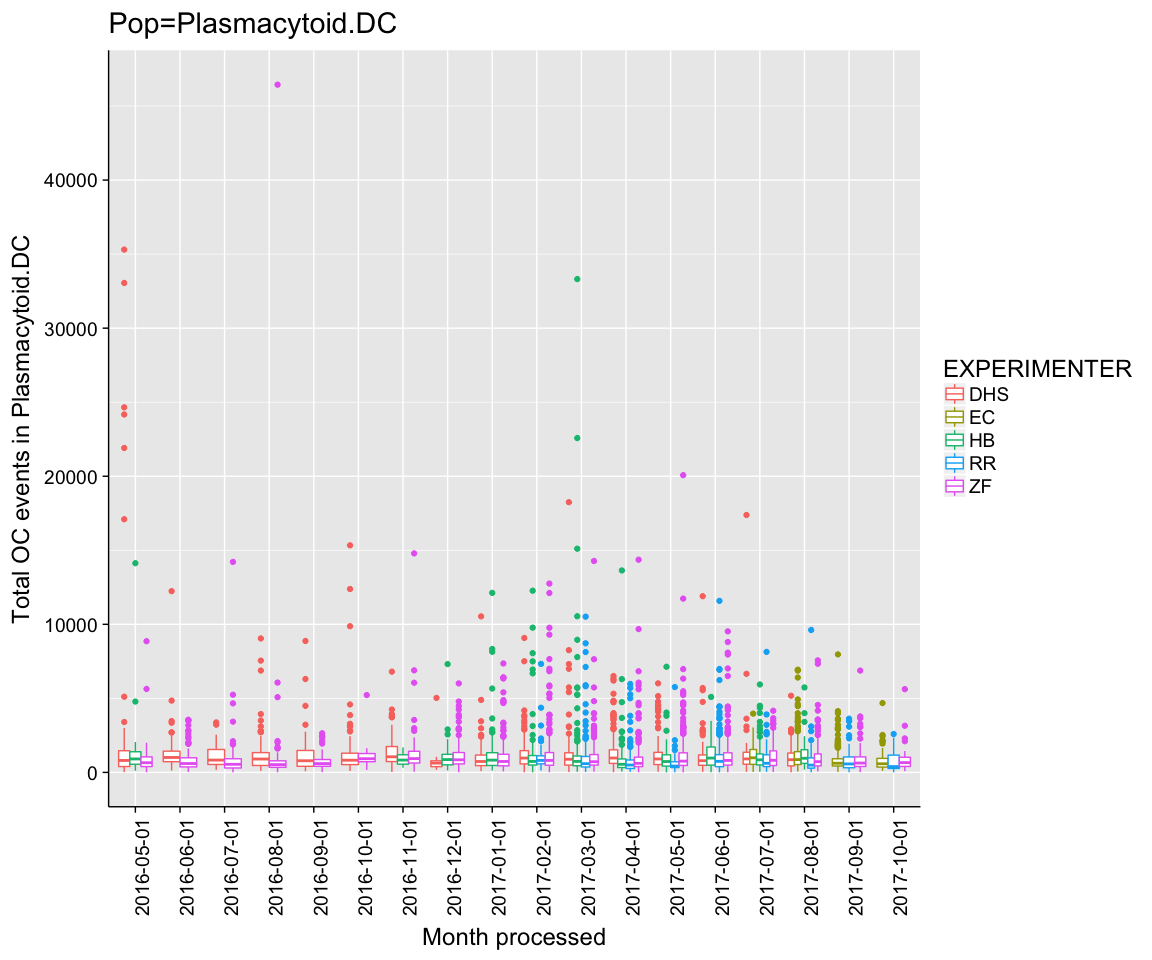 Pop=Plasmacytoid.DC
Total OC events in Plasmacytoid.DC
40000
30000
20000
10000
0
2016-05-01
2016-06-01
2016-07-01
2016-08-01
2016-09-01
2016-10-01
2016-11-01
2016-12-01
2017-01-01
2017-02-01
2017-03-01
2017-04-01
2017-05-01
2017-06-01
2017-07-01
2017-08-01
2017-09-01
2017-10-01
Month processed
EXPERIMENTER
DHS
EC
HB
RR
ZF